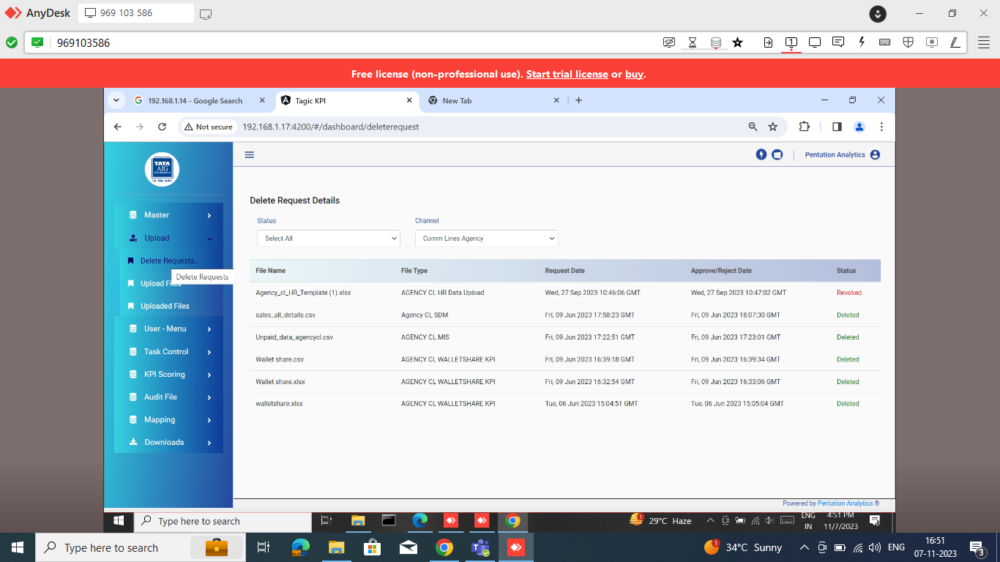 AnyDesk 969 103 586
969103586
1
Free license (non-professional use). Start trial license or buy.
192.168.1.14 - Google Search Tagic KPI New Tab
Not secure 192.168.1.17:4200/#/dashboard/deleterequest
TATA
AIG
INSURANCE
Pentation Analytics
Master
Upload
Delete Requests..
Delete Requests
Upload Files
Uploaded Files
User - Menu
Task Control
KPI Scoring
Audit File
Mapping
Downloads
Delete Request Details
Status Channel
Select All Comm Lines Agency
File Name File Type Request Date Approve/Reject Date Status
Agency_cl_HR_Template (1).xlsx AGENCY CL HR Data Upload Wed, 27 Sep 2023 10:46:06 GMT Wed, 27 Sep 2023 10:47:02 GMT Revoked
sales_all_details.csv Agency CL SDM Fri, 09 Jun 2023 17:58:23 GMT Fri, 09 Jun 2023 18:07:30 GMT Deleted
Unpaid_data_agencycl.csv AGENCY CL MIS Fri, 09 Jun 2023 17:22:51 GMT Fri, 09 Jun 2023 17:23:01 GMT Deleted
Wallet share.csv AGENCY CL WALLETSHARE KPI Fri, 09 Jun 2023 16:39:18 GMT Fri, 09 Jun 2023 16:39:34 GMT Deleted
Wallet share.xlsx AGENCY CL WALLETSHARE KPI Fri, 09 Jun 2023 16:32:54 GMT Fri, 09 Jun 2023 16:33:06 GMT Deleted
walletshare.xlsx AGENCY CL WALLETSHARE KPI Tue, 06 Jun 2023 15:04:51 GMT Tue, 06 Jun 2023 15:05:04 GMT Deleted
Powered by Pentation Analytics ®
Type here to search 1 29°C Haze ENG 4:51 PM
IN 11/7/2023
Type here to search 1 34°C Sunny ENG 16:51
07-11-2023 3